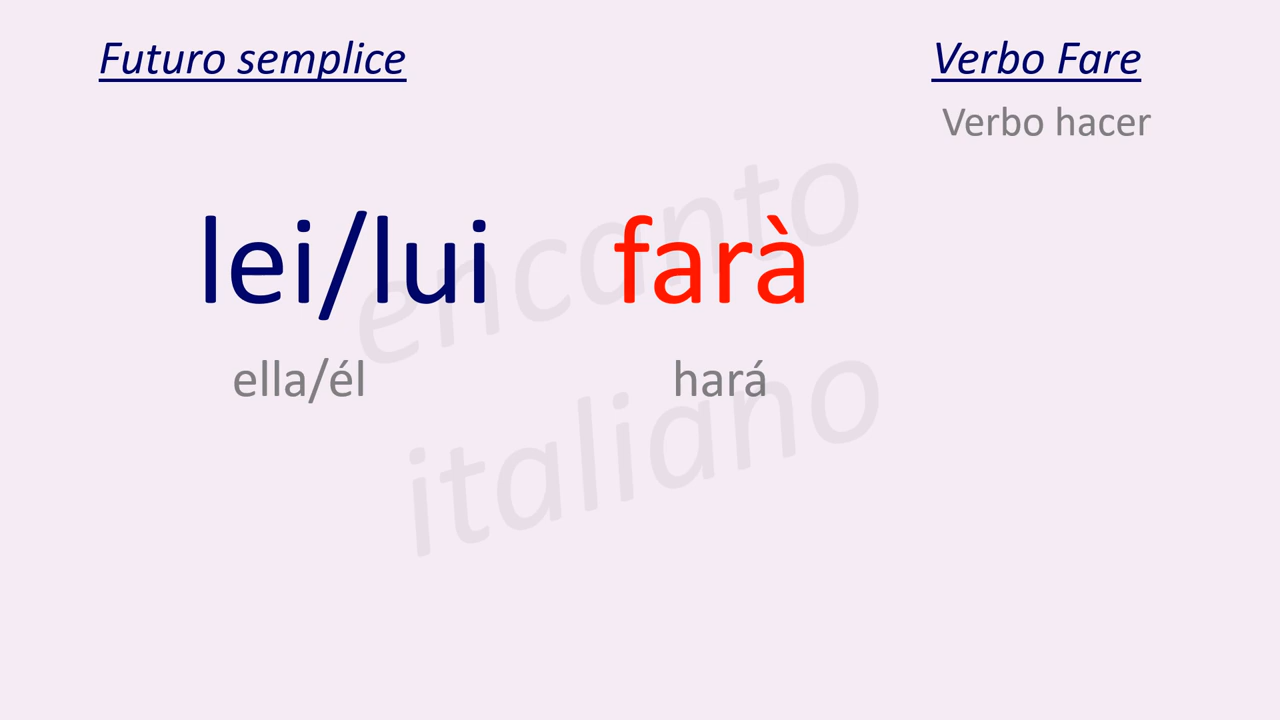 Futuro semplice
Verbo Fare
Verbo hacer
lei/lui farà
ella/él hará
encanto
italiano